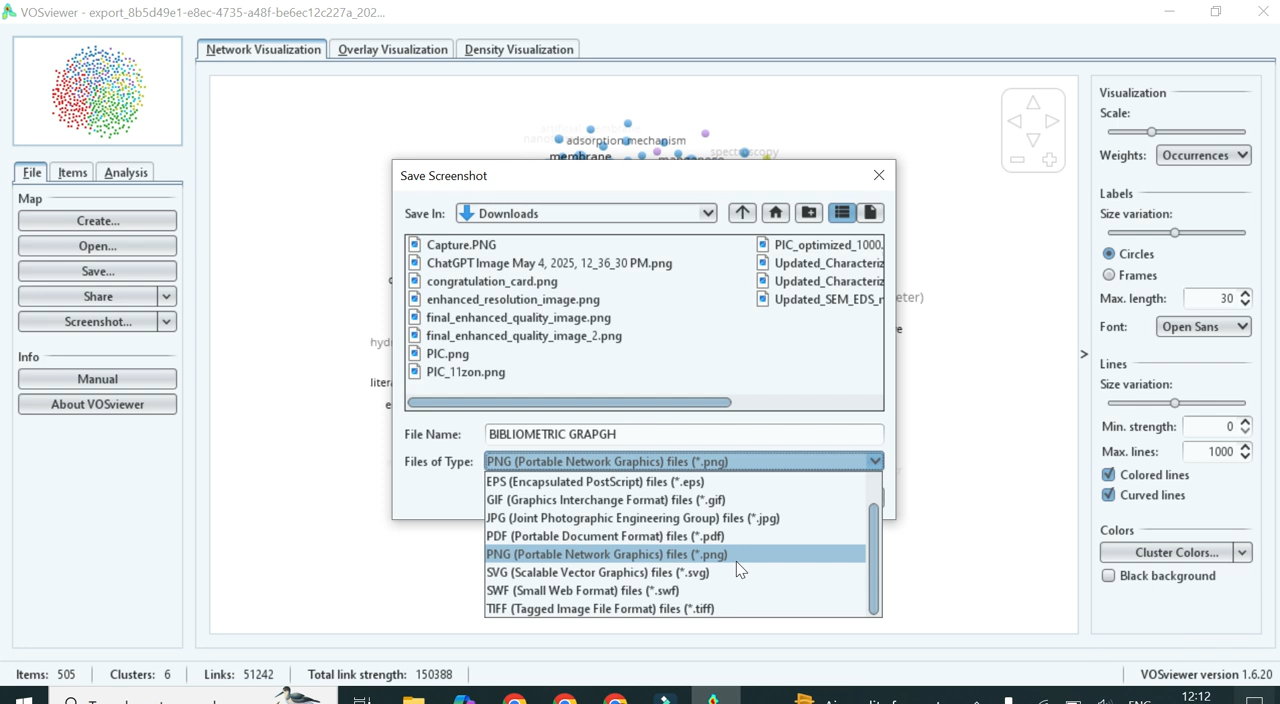 VOSviewer - export_8b5d49e1-e8ec-4735-a48f-be6ec12c227a_202...
Network Visualization
Overlay Visualization
Density Visualization
File
Items
Analysis
Map
Create...
Open...
Save...
Share
Screenshot...
Info
Manual
About VOSviewer
adsorption mechanism
membrane
spectroscopy
Save Screenshot
Save In:
Downloads
Capture.PNG
ChatGPT Image May 4, 2025, 12_36_30 PM.png
congratulation_card.png
enhanced_resolution_image.png
final_enhanced_quality_image.png
final_enhanced_quality_image_2.png
PIC.png
PIC_11zon.png
PIC_optimized_1000.
Updated_Characteriz
Updated_Characteriz
Updated_SEM_EDS_r
File Name:
BIBLIOMETRIC GRAPGH
Files of Type:
PNG (Portable Network Graphics) files (*.png)
EPS (Encapsulated PostScript) files (*.eps)
GIF (Graphics Interchange Format) files (*.gif)
JPG (Joint Photographic Engineering Group) files (*.jpg)
PDF (Portable Document Format) files (*.pdf)
PNG (Portable Network Graphics) files (*.png)
SVG (Scalable Vector Graphics) files (*.svg)
SWF (Small Web Format) files (*.swf)
TIFF (Tagged Image File Format) files (*.tiff)
Visualization
Scale:
Weights: Occurrences
Labels
Size variation:
Circles
Frames
Max. length: 30
Font: Open Sans
Lines
Size variation:
Min. strength: 0
Max. lines: 1000
Colored lines
Curved lines
Colors
Cluster Colors...
Black background
Items: 505
Clusters: 6
Links: 51242
Total link strength: 150388
VOSviewer version 1.6.20
12:12